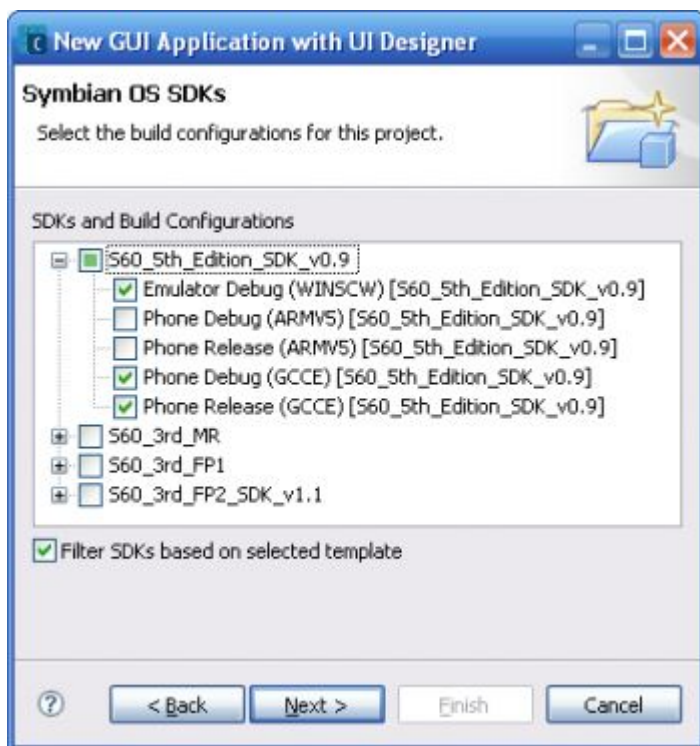 New GUI Application with UI Designer
Symbian OS SDKs
Select the build configurations for this project.
SDKs and Build Configurations
S60_5th_Edition_SDK_v0.9
Emulator Debug (WINSCW) [S60_5th_Edition_SDK_v0.9]
Phone Debug (ARMV5) [S60_5th_Edition_SDK_v0.9]
Phone Release (ARMV5) [S60_5th_Edition_SDK_v0.9]
Phone Debug (GCCE) [S60_5th_Edition_SDK_v0.9]
Phone Release (GCCE) [S60_5th_Edition_SDK_v0.9]
S60_3rd_MR
S60_3rd_FP1
S60_3rd_FP2_SDK_v1.1
Filter SDKs based on selected template
? < Back Next > Finish Cancel